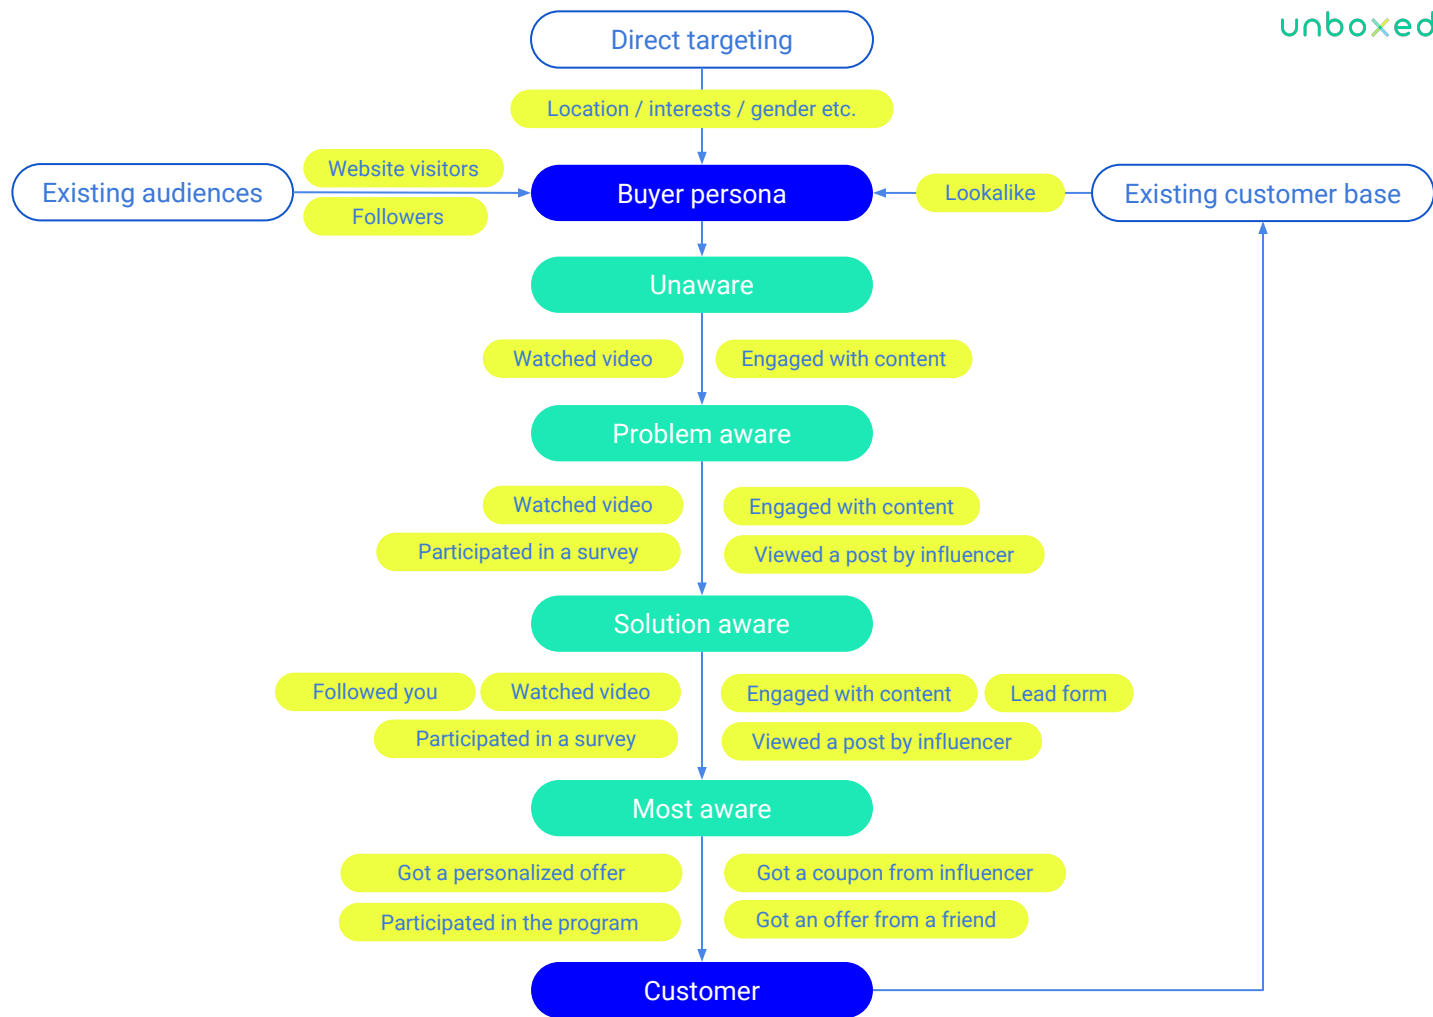 unboxed
Direct targeting
Location / interests / gender etc.
Existing audiences
Website visitors
Followers
Buyer persona
Lookalike
Existing customer base
Unaware
Watched video
Engaged with content
Problem aware
Watched video
Engaged with content
Participated in a survey
Viewed a post by influencer
Solution aware
Followed you
Watched video
Engaged with content
Lead form
Participated in a survey
Viewed a post by influencer
Most aware
Got a personalized offer
Got a coupon from influencer
Participated in the program
Got an offer from a friend
Customer